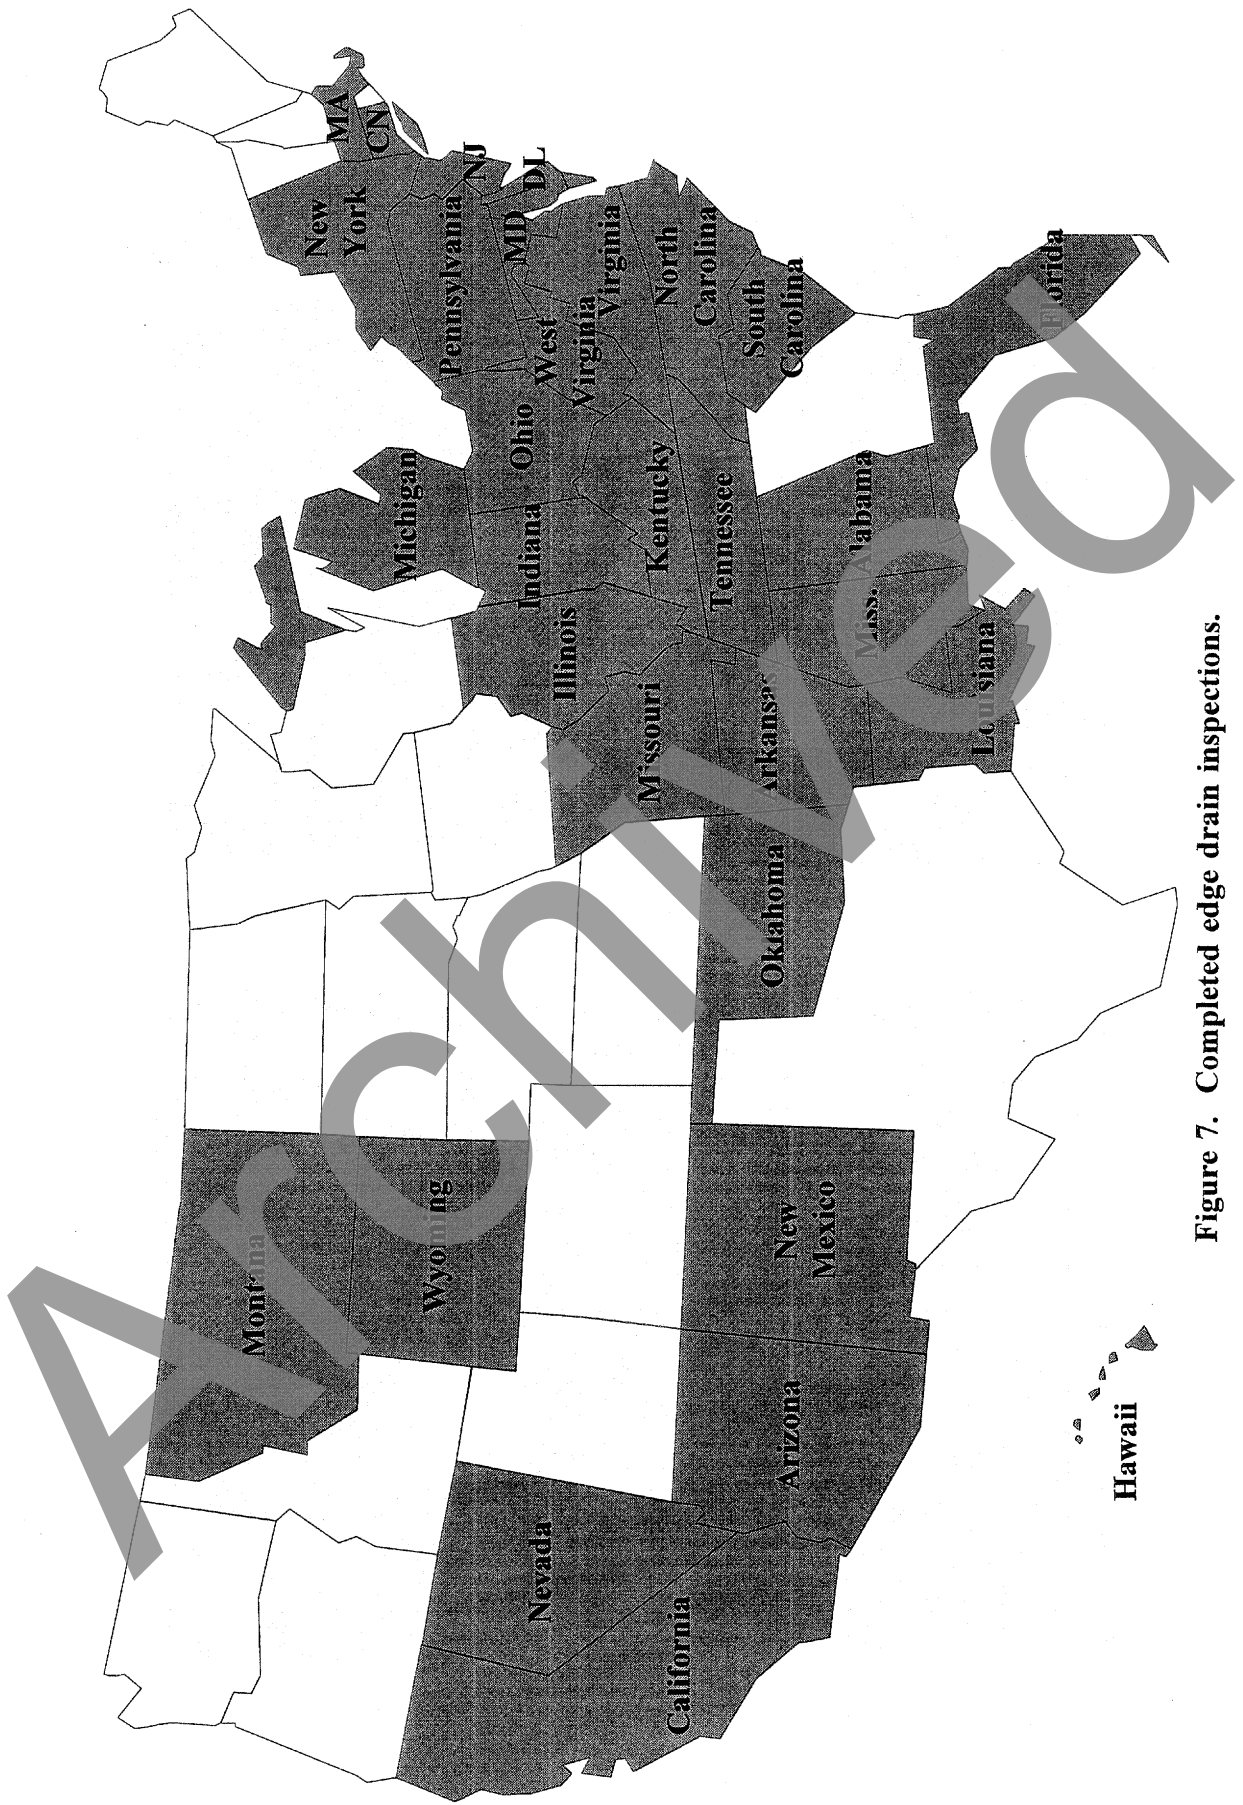 Montana
Wyoming
Nevada
California
Arizona
New
Mexico
Oklahoma
Missouri
Arkansas
Louisiana
Illinois
Indiana
Michigan
Ohio
Kentucky
Tennessee
Miss.
Alabama
West
Virginia
Virginia
Pennsylvania
New
York
MA
CN
NJ
DL
MD
North
Carolina
South
Carolina
Florida
Hawaii
Archived
Figure 7. Completed edge drain inspections.